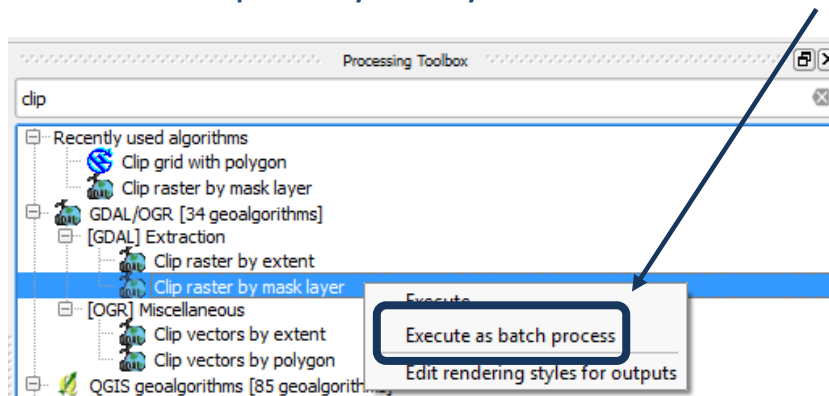 Processing Toolbox
clip
Recently used algorithms
Clip grid with polygon
Clip raster by mask layer
GDAL/OGR [34 geoalgorithms]
[GDAL] Extraction
Clip raster by extent
Clip raster by mask layer
Execute
[OGR] Miscellaneous
Clip vectors by extent
Execute as batch process
Clip vectors by polygon
Edit rendering styles for outputs
QGIS geoalgorithms [85